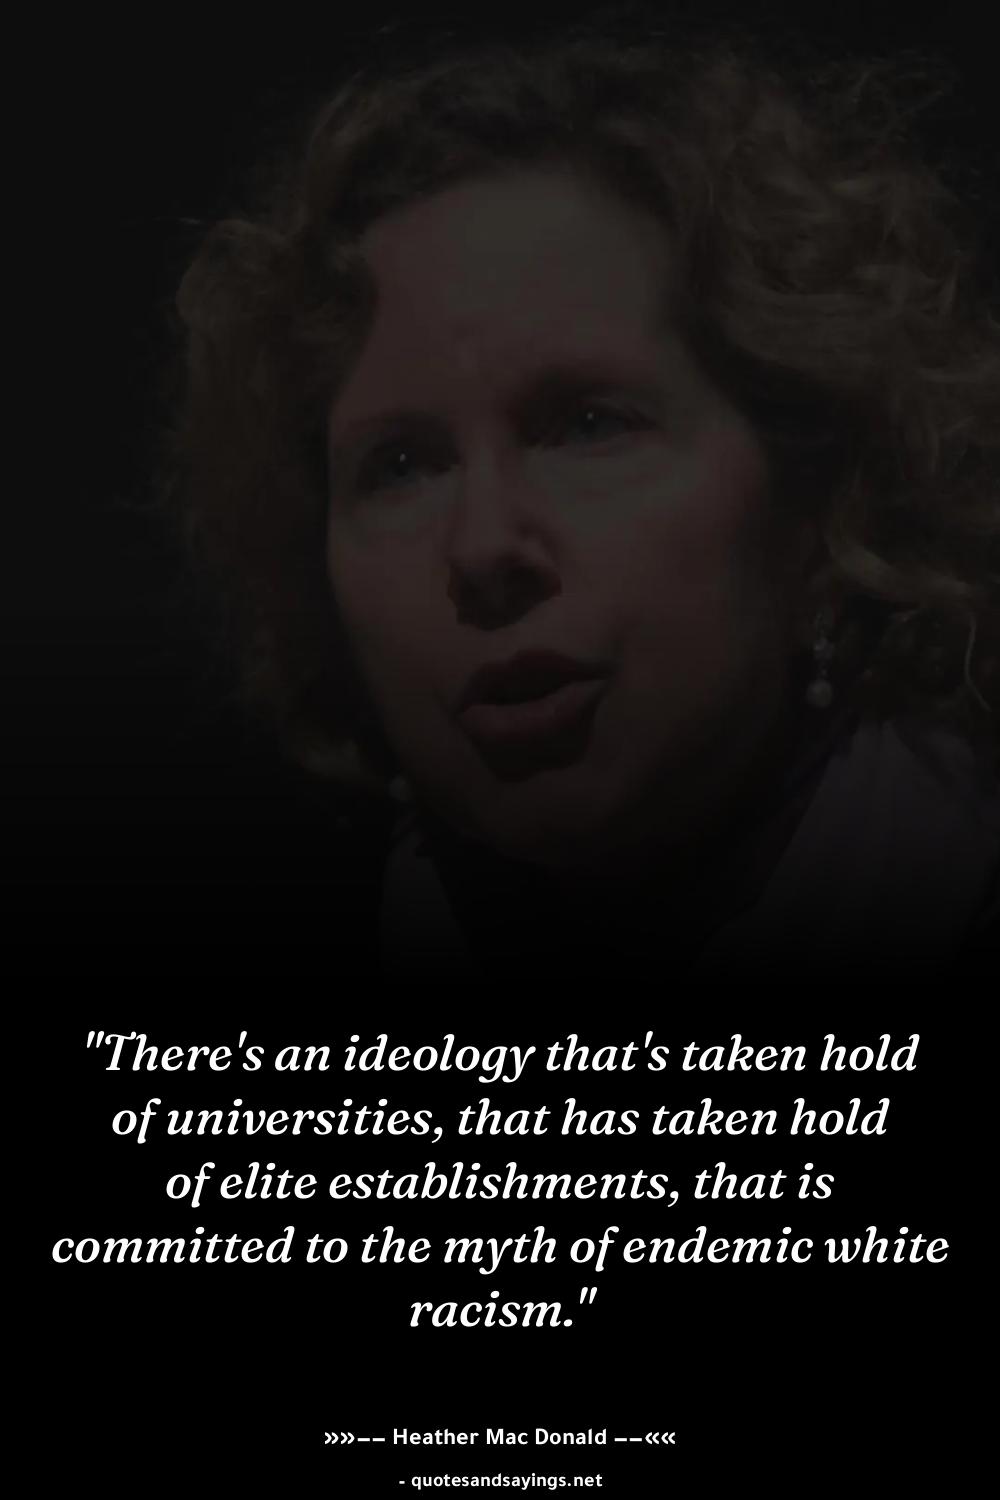 "There's an ideology that's taken hold
of universities, that has taken hold
of elite establishments, that is
committed to the myth of endemic white
racism."
»»−− Heather Mac Donald −−««
- quotesandsayings.net